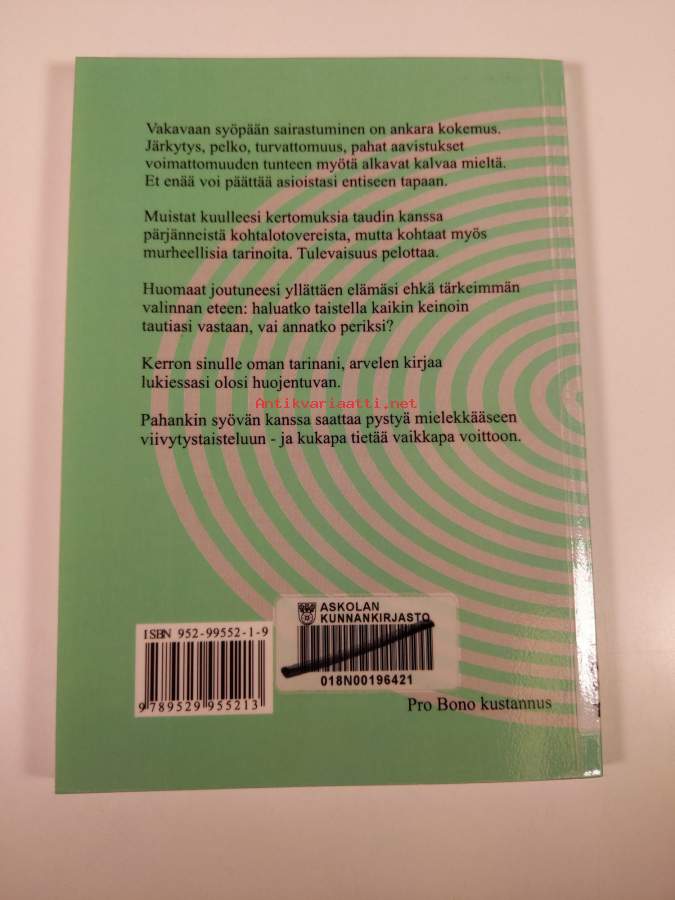 Vakavaan syöpään sairastuminen on ankara kokemus.
Järkytys, pelko, turvattomuus, pahat aavistukset
voimattomuuden tunteen myötä alkavat kalvaa mieltä.
Et enää voi päättää asioistasi entiseen tapaan.
Muistat kuulleesi kertomuksia taudin kanssa
pärjänneistä kohtalotovereista, mutta kohtaat myös
murheellisia tarinoita. Tulevaisuus pelottaa.
Huomaat joutuneesi yllättäen elämäsi ehkä tärkeimmän
valinnan eteen: haluatko taistella kaikin keinoin
tautiasi vastaan, vai annatko periksi?
Kerron sinulle oman tarinani, arvelen kirjaa
lukiessasi olosi huojentuvan.
Antikvariaatti.net
Pahankin syövän kanssa saattaa pystyä mielekkääseen
viivytystaisteluun - ja kukapa tietää vaikkapa voittoon.
ISBN 952-99552-1-9
9 789529 955213
ASKOLAN
KUNNANKIRJASTO
018N00196421
Pro Bono kustannus